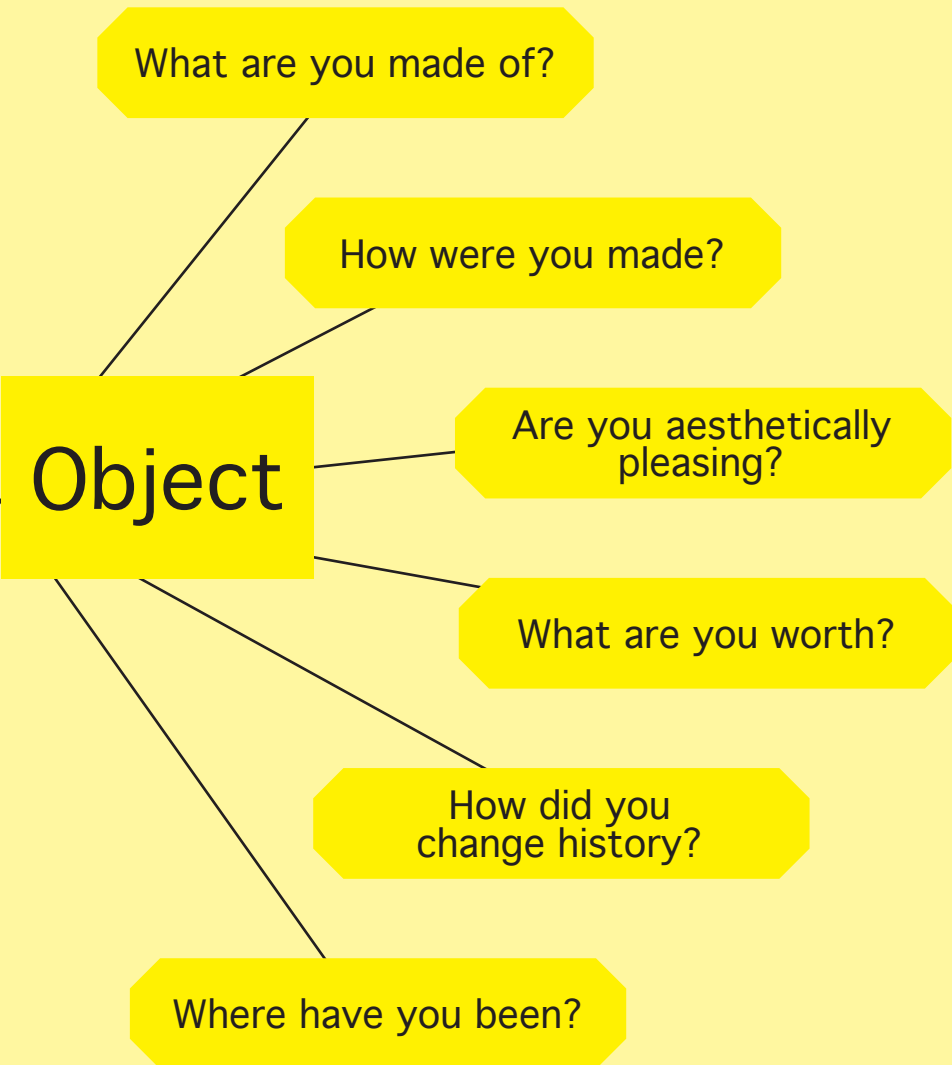 What are you made of?
How were you made?
Are you aesthetically
pleasing?
Object
What are you worth?
How did you
change history?
Where have you been?